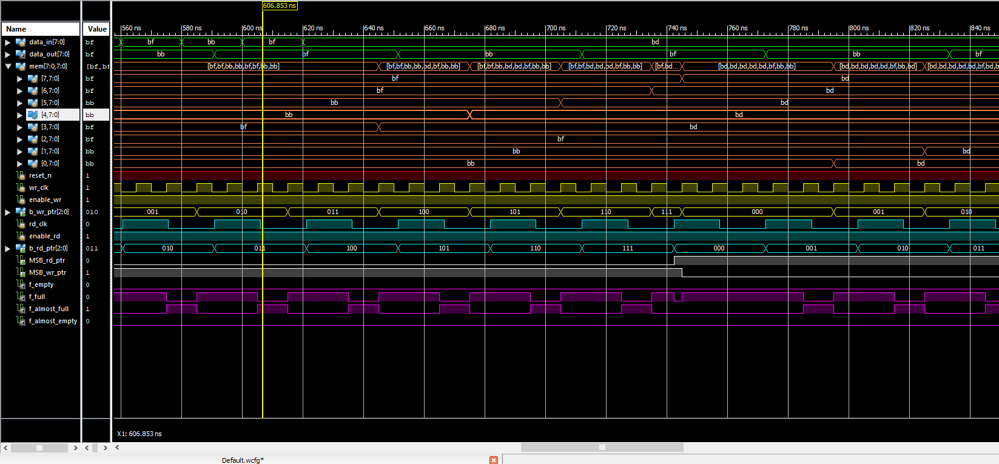 606.853 ns
Name Value 560 ns 580 ns 600 ns 620 ns 640 ns 660 ns 680 ns 700 ns 720 ns 740 ns 760 ns 780 ns 800 ns 820 ns 840 ns
data_in[7:0] bf bf bb bf bd
data_out[7:0] bf bb bf bb bf bb bf
mem[7:0,7:0] [bf,bf [bf,bf,bb,bb,bf,bf,bb,bb] [bf,bf,bb,bb,bd,bf,bb,bb] [bf,bf,bb,bd,bd,bf,bb,bb] [bf,bf,bd,bd,bd,bf,bb,bb] [bf,bd... [bd,bd,bd,bd,bd,bf,bb,bb] [bd,bd,bd,bd,bd,bf,bb,bd] [bd,bd,bd,bd,bd,bf,b
[7,7:0] bf bf bd
[6,7:0] bf bf bd
[5,7:0] bb bb bd
[4,7:0] bb bb bd
[3,7:0] bf bf bd
[2,7:0] bf bf
[1,7:0] bb bb bd
[0,7:0] bb bb bd
reset_n 1
wr_clk 1
enable_wr 1
b_wr_ptr[2:0] 010 001 010 011 100 101 110 111 000 001 010
rd_clk 0
enable_rd 1
b_rd_ptr[2:0] 011 010 011 100 101 110 111 000 001 010 011
MSB_rd_ptr 0
MSB_wr_ptr 1
f_empty 0
f_full 0
f_almost_full 1
f_almost_empty 0
X1: 606.853 ns
Default.wcfg*